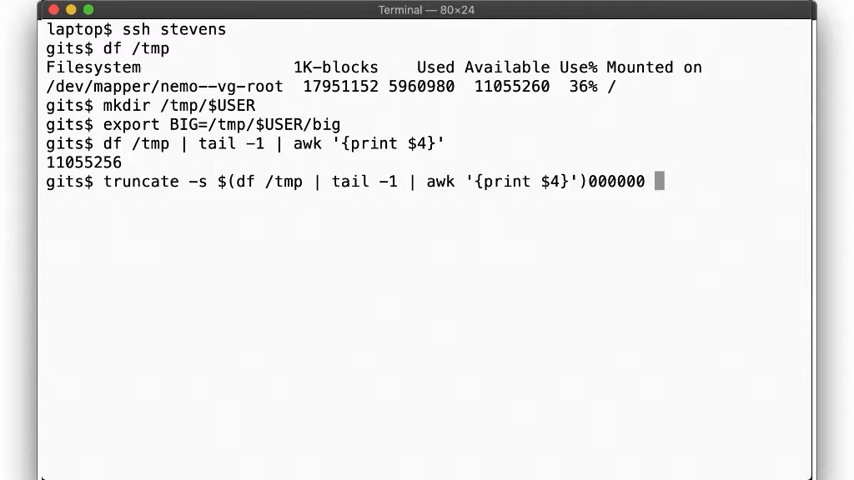 Terminal — 80×24
laptop$ ssh stevens
gits$ df /tmp
Filesystem                1K-blocks    Used Available Use% Mounted on
/dev/mapper/nemo--vg-root  17951152 5960980  11055260  36% /
gits$ mkdir /tmp/$USER
gits$ export BIG=/tmp/$USER/big
gits$ df /tmp | tail -1 | awk '{print $4}'
11055256
gits$ truncate -s $(df /tmp | tail -1 | awk '{print $4}')000000